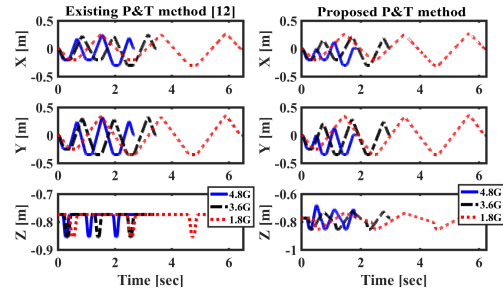 Existing P&T method [12]
0.5
0
-0.5
X [m]
0
2
4
6
0.5
0
0.5
Y [m]
0
2
4
6
-0.7
-0.8
-0.9
Z [m]
4.8G
3.6G
1.8G
0
2
4
6
Time [sec]
Proposed P&T method
0.5
0
-0.5
X [m]
0
2
4
6
0.5
0
0.5
Y [m]
0
2
4
6
-0.6
-0.8
-1
Z [m]
4.8G
3.6G
1.8G
0
2
4
6
Time [sec]